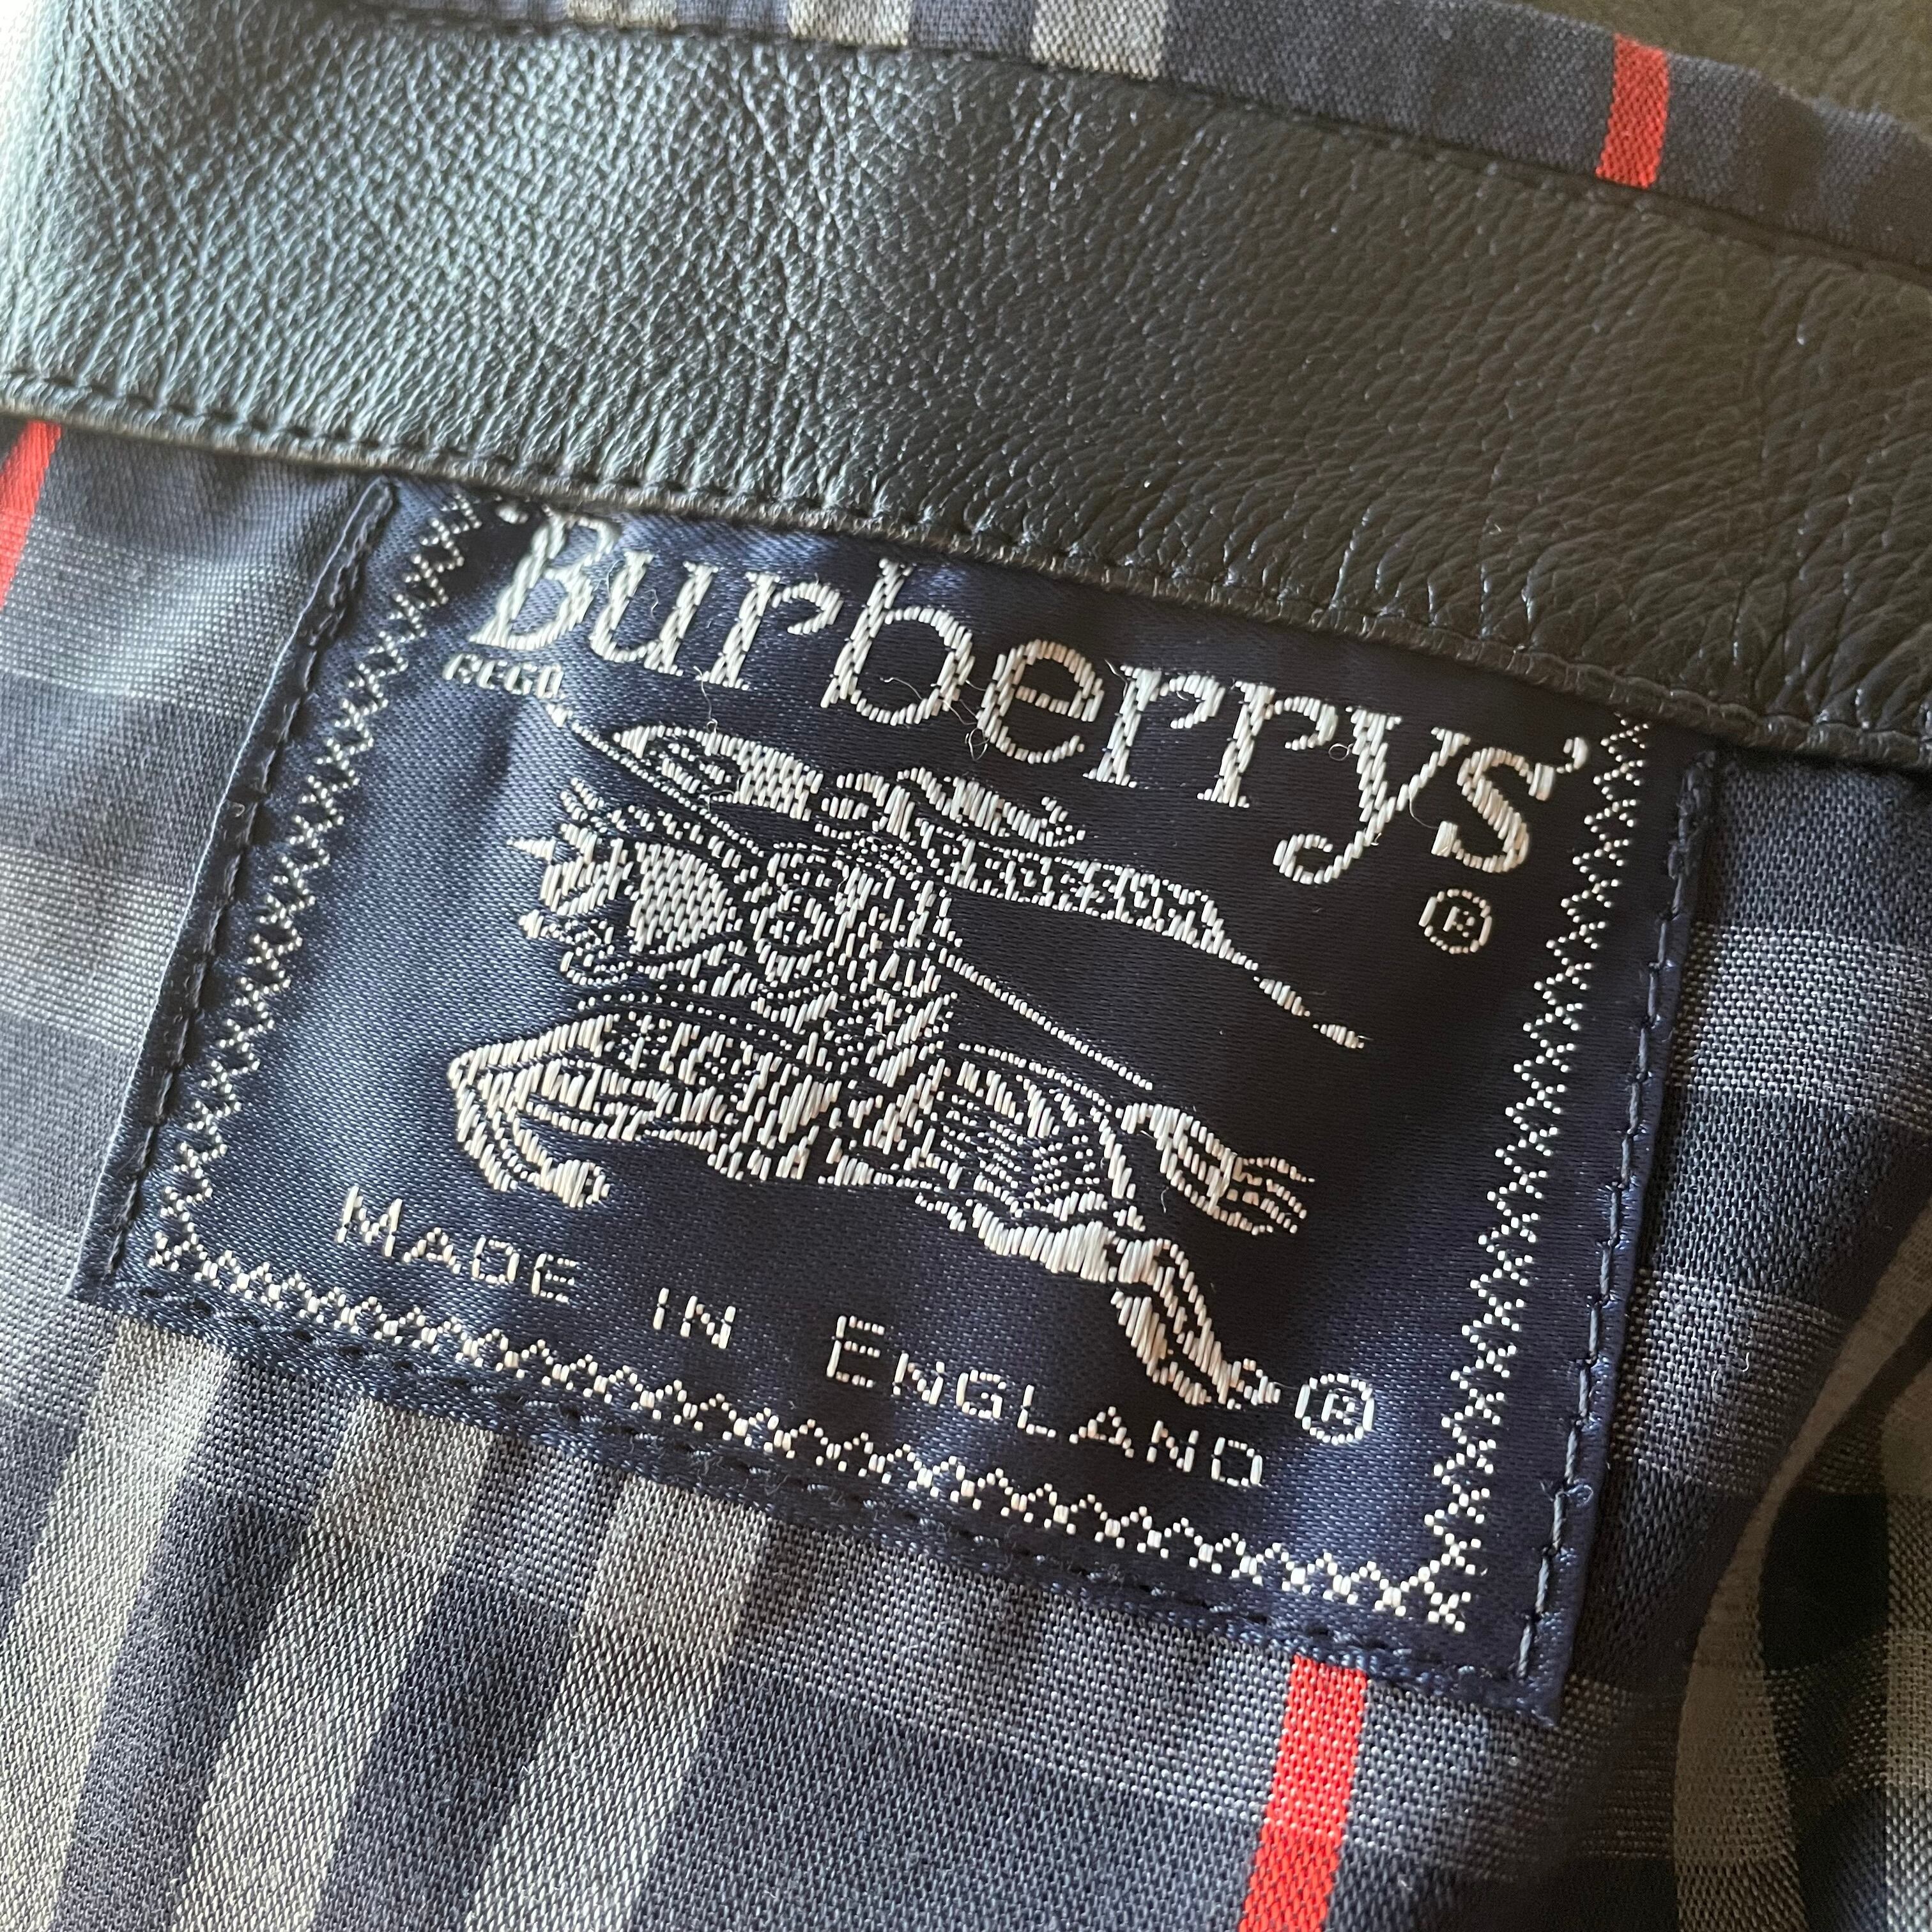 Burberrys'
REGD
®
MADE IN ENGLAND ®